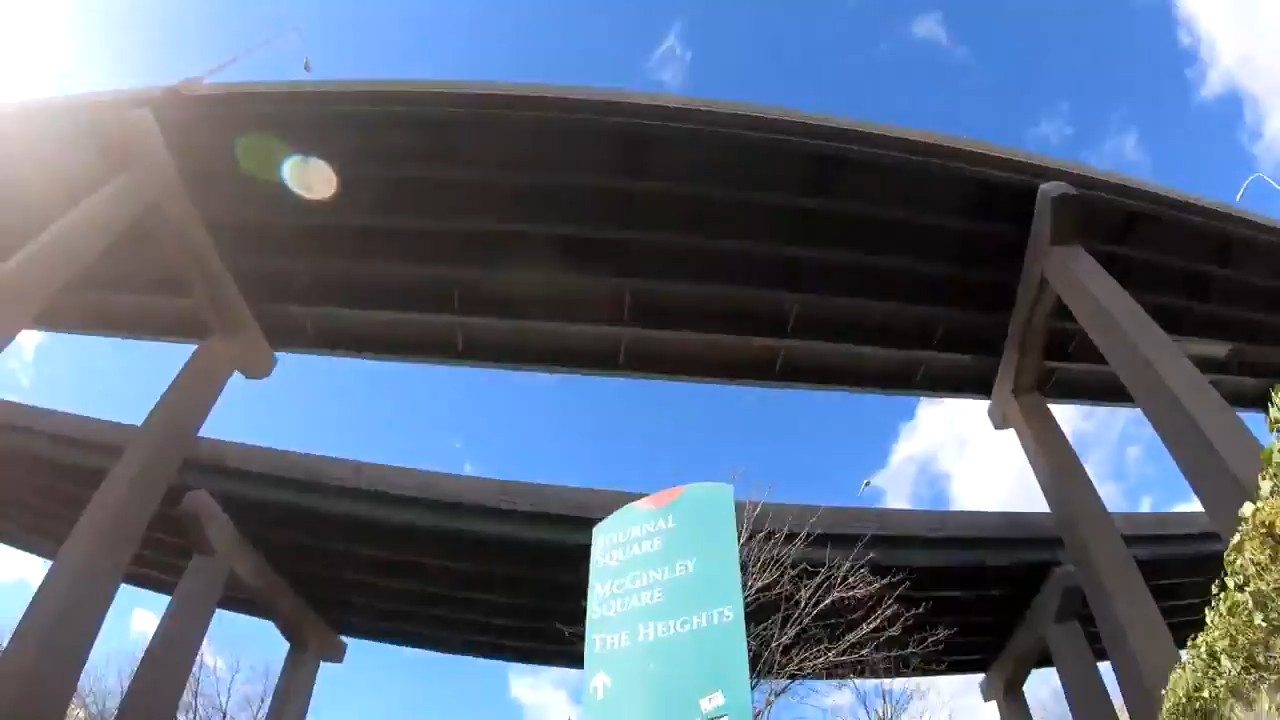 JOURNAL
SQUARE
MCGINLEY
SQUARE
THE HEIGHTS